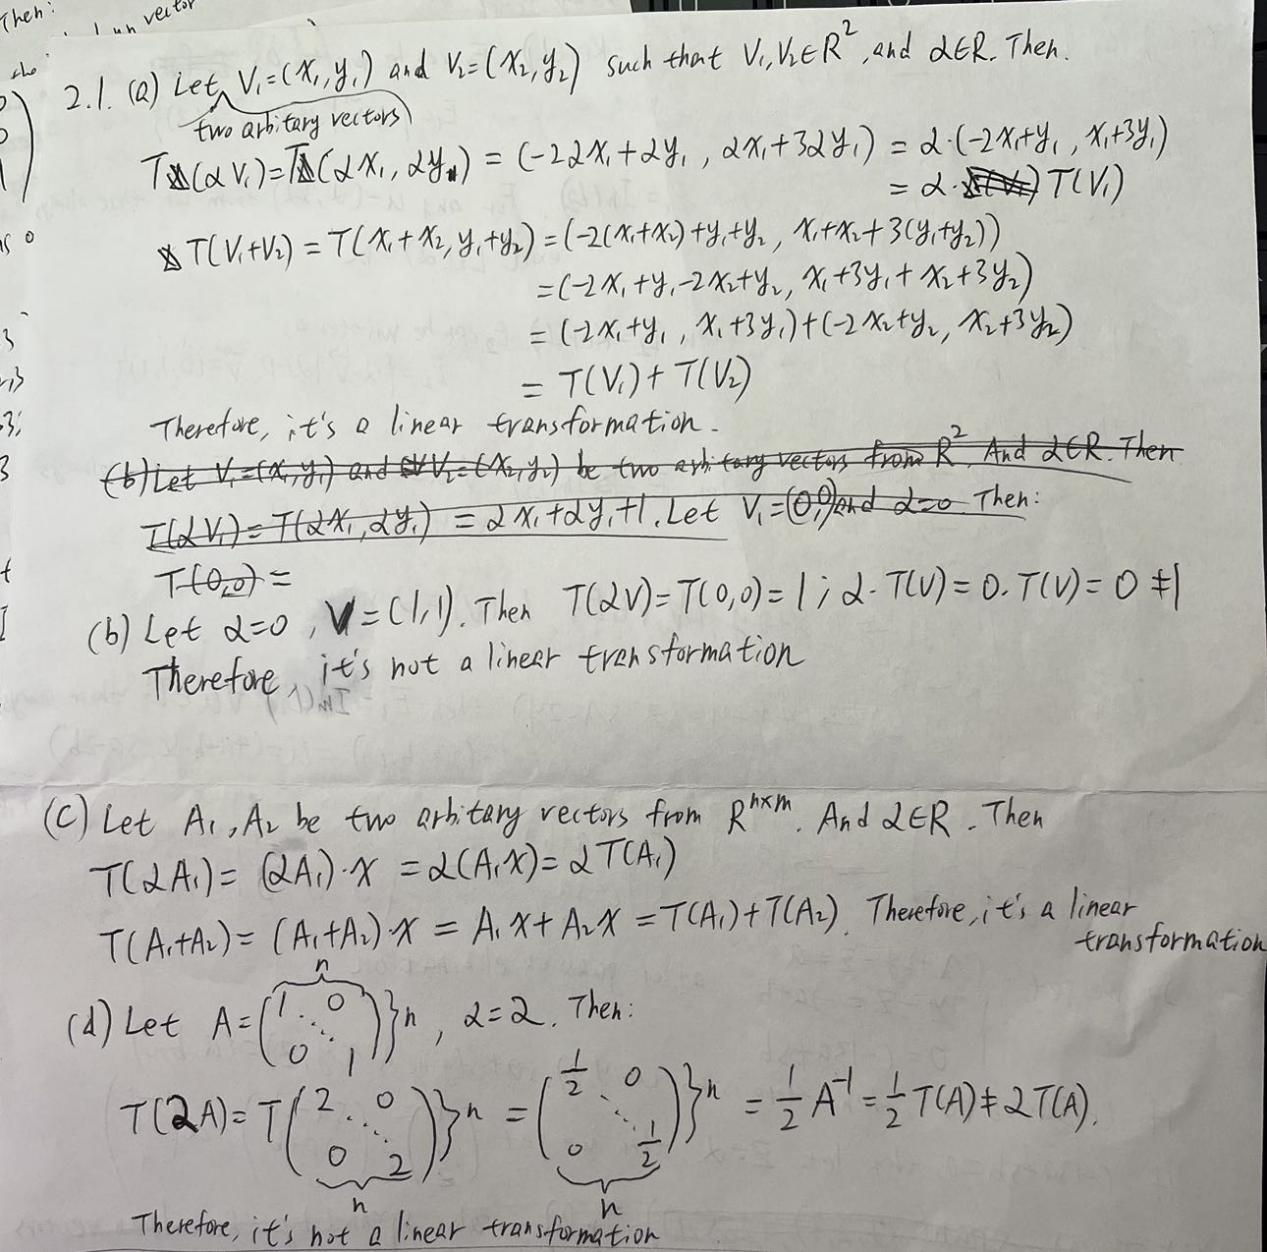 Then:
un vector
2.1. (a) Let V₁=(x₁,y₁) and V₂=(x₂,y₂) such that V₁,V₂∈R², and α∈R. Then.
two arbitary vectors
T(αV₁)=T(αx₁, αy₁) = (-2αx₁+αy₁, αx₁+3αy₁) = α·(-2x₁+y₁, x₁+3y₁)
= α· T(V₁)
T(V₁+V₂) = T(x₁+x₂, y₁+y₂) = (-2(x₁+x₂)+y₁+y₂, x₁+x₂+3(y₁+y₂))
=(-2x₁+y₁-2x₂+y₂, x₁+3y₁+x₂+3y₂)
= (-2x₁+y₁, x₁+3y₁)+(-2x₂+y₂, x₂+3y₂)
= T(V₁)+T(V₂)
Therefore, it's a linear transformation.
(b) Let V₁=(x₁,y₁) and V₂=(x₂,y₂) be two arbitary vectors from R². And α∈R. Then
T(αV₁)=T(αx₁,αy₁) = αx₁+αy₁+1. Let V₁=(0,0) and α=0 Then:
T(0,0)=
(b) Let α=0, V=(1,1). Then T(αV)=T(0,0)=1; α·T(V)=0·T(V)=0≠1
Therefore, it's not a linear transformation
(C) Let A₁, A₂ be two arbitary vectors from Rⁿˣᵐ. And α∈R. Then
T(αA₁)= (αA₁)·x = α(A₁x)= αT(A₁)
T(A₁+A₂)= (A₁+A₂)·x = A₁x+A₂x = T(A₁)+T(A₂). Therefore, it's a linear
transformation
n
(d) Let A=(1 ⋱ 0 0 1)}n, α=2. Then:
T(2A)= T(2 ⋱ 0 0 2)}n = (1/2 ⋱ 0 0 1/2)}n = 1/2 A⁻¹ = 1/2 T(A)≠2T(A).
n n
Therefore, it's not a linear transformation